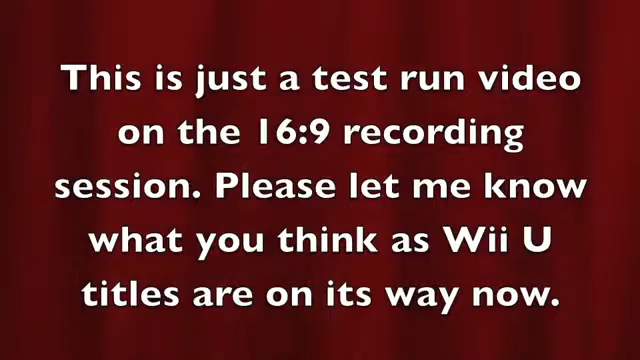 This is just a test run video
on the 16:9 recording
session. Please let me know
what you think as Wii U
titles are on its way now.